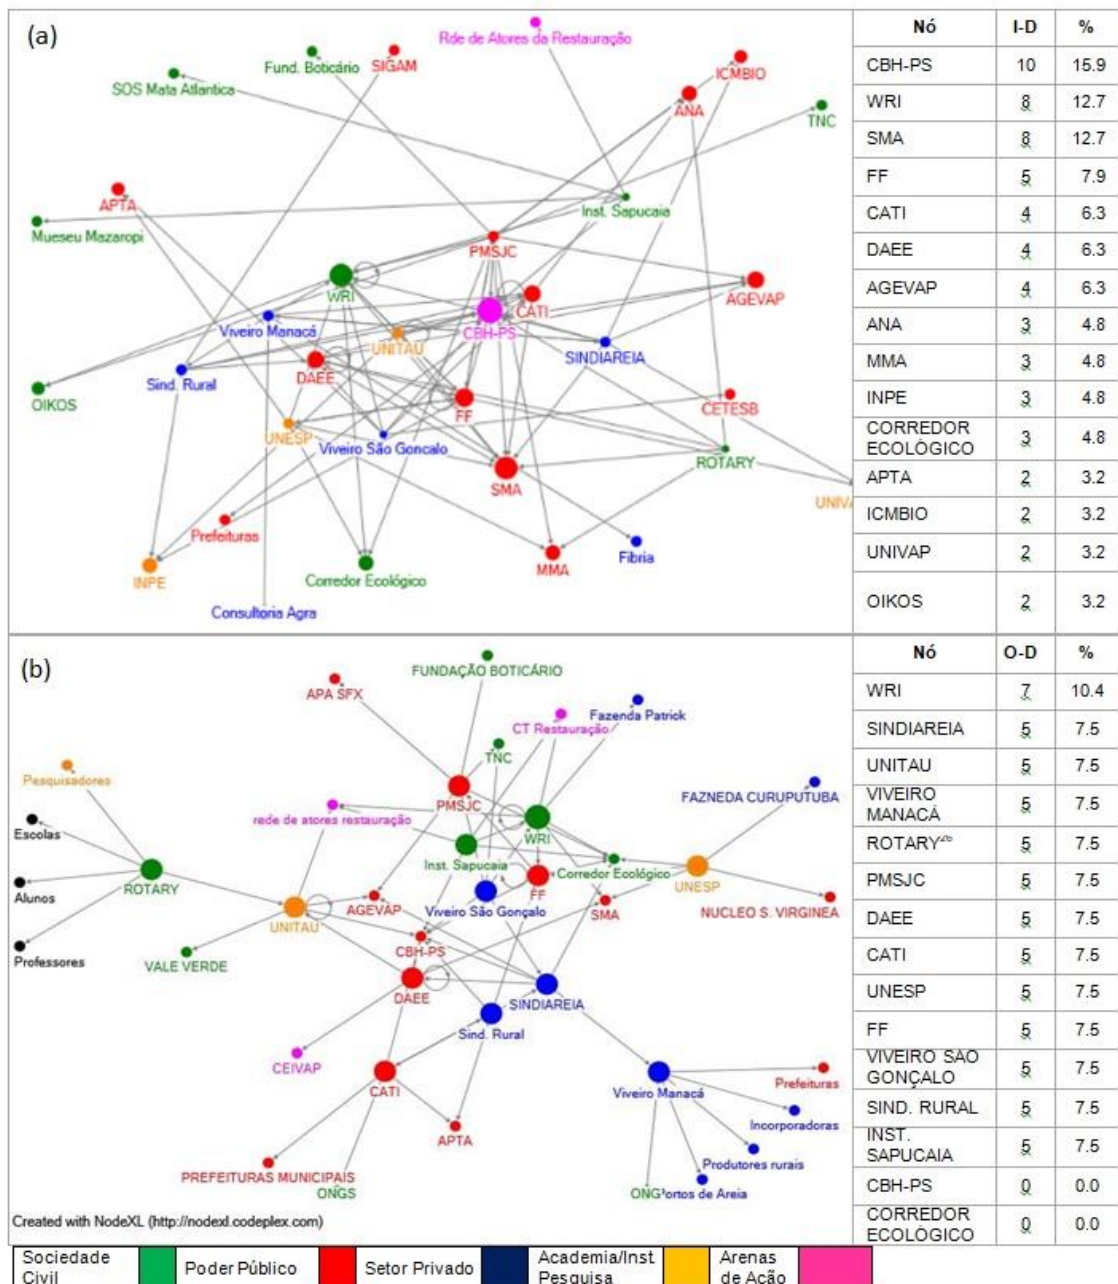 (a)
Rde de Atores da Restauração
Fund. Boticário
SIGAM
ICMBIO
SOS Mata Atlantica
ANA
TNC
APTA
Inst. Sapucaia
Mueseu Mazaropi
PMSJC
WRI
CATI
AGEVAP
Viveiro Manacá
CBH-PS
UNITAU
SINDIAREIA
Sind. Rural
DAEE
OIKOS
FF
CETESB
UNESP
Viveiro São Goncalo
ROTARY
SMA
UNIVA
Prefeituras
Fibria
INPE
Corredor Ecológico
MMA
Consultoria Agra
Nó I-D %
CBH-PS 10 15.9
WRI 8 12.7
SMA 8 12.7
FF 5 7.9
CATI 4 6.3
DAEE 4 6.3
AGEVAP 4 6.3
ANA 3 4.8
MMA 3 4.8
INPE 3 4.8
CORREDOR
ECOLÓGICO 3 4.8
APTA 2 3.2
ICMBIO 2 3.2
UNIVAP 2 3.2
OIKOS 2 3.2
(b)
FUNDAÇÃO BOTICÁRIO
APA SFX
CT Restauração
Fazenda Patrick
TNC
Pesquisadores
PMSJC
FAZNEDA CURUPUTUBA
rede de atores restauração
WRI
Escolas
Inst. Sapucaia
Corredor Ecológico
ROTARY
FF
UNESP
Alunos
AGEVAP
Viveiro São Gonçalo
SMA
NUCLEO S. VIRGINEA
UNITAU
CBH-PS
Professores
VALE VERDE
DAEE
SINDIAREIA
Sind. Rural
CEIVAP
CATI
Viveiro Manacá
Prefeituras
Incorporadoras
APTA
Produtores rurais
PREFEITURAS MUNICIPAIS
ONGS
ONG
ortos de Areia
Created with NodeXL (http://nodexl.codeplex.com)
Nó O-D %
WRI 7 10.4
SINDIAREIA 5 7.5
UNITAU 5 7.5
VIVEIRO
MANACÁ 5 7.5
ROTARY 5 7.5
PMSJC 5 7.5
DAEE 5 7.5
CATI 5 7.5
UNESP 5 7.5
FF 5 7.5
VIVEIRO SAO
GONÇALO 5 7.5
SIND. RURAL 5 7.5
INST.
SAPUCAIA 5 7.5
CBH-PS 0 0.0
CORREDOR
ECOLÓGICO 0 0.0
Sociedade
Civil
Poder Público
Setor Privado
Academia/Inst
Pesquisa
Arenas
de Ação